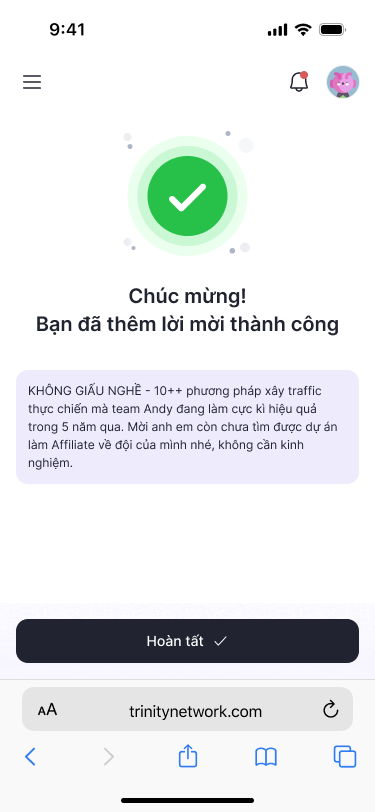 9:41
Chúc mừng!
Bạn đã thêm lời mời thành công
KHÔNG GIẤU NGHỀ - 10++ phương pháp xây traffic
thực chiến mà team Andy đang làm cực kì hiệu quả
trong 5 năm qua. Mời anh em còn chưa tìm được dự án
làm Affiliate về đội của mình nhé, không cần kinh
nghiệm.
Hoàn tất
AA trinitynetwork.com